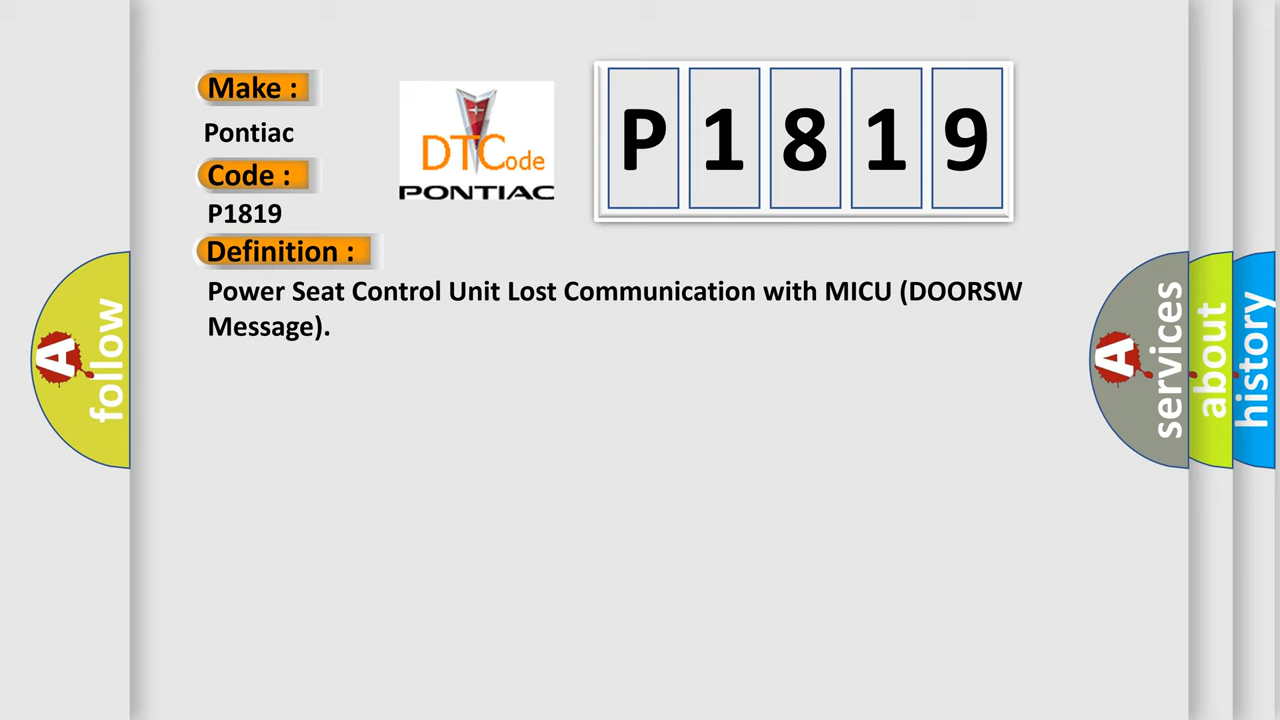 Make :
Pontiac
Code :
P1819
Definition :
Power Seat Control Unit Lost Communication with MICU (DOORSW
Message).
DTCode
PONTIAC
P 1 8 1 9
A
follow
A
services
about
history